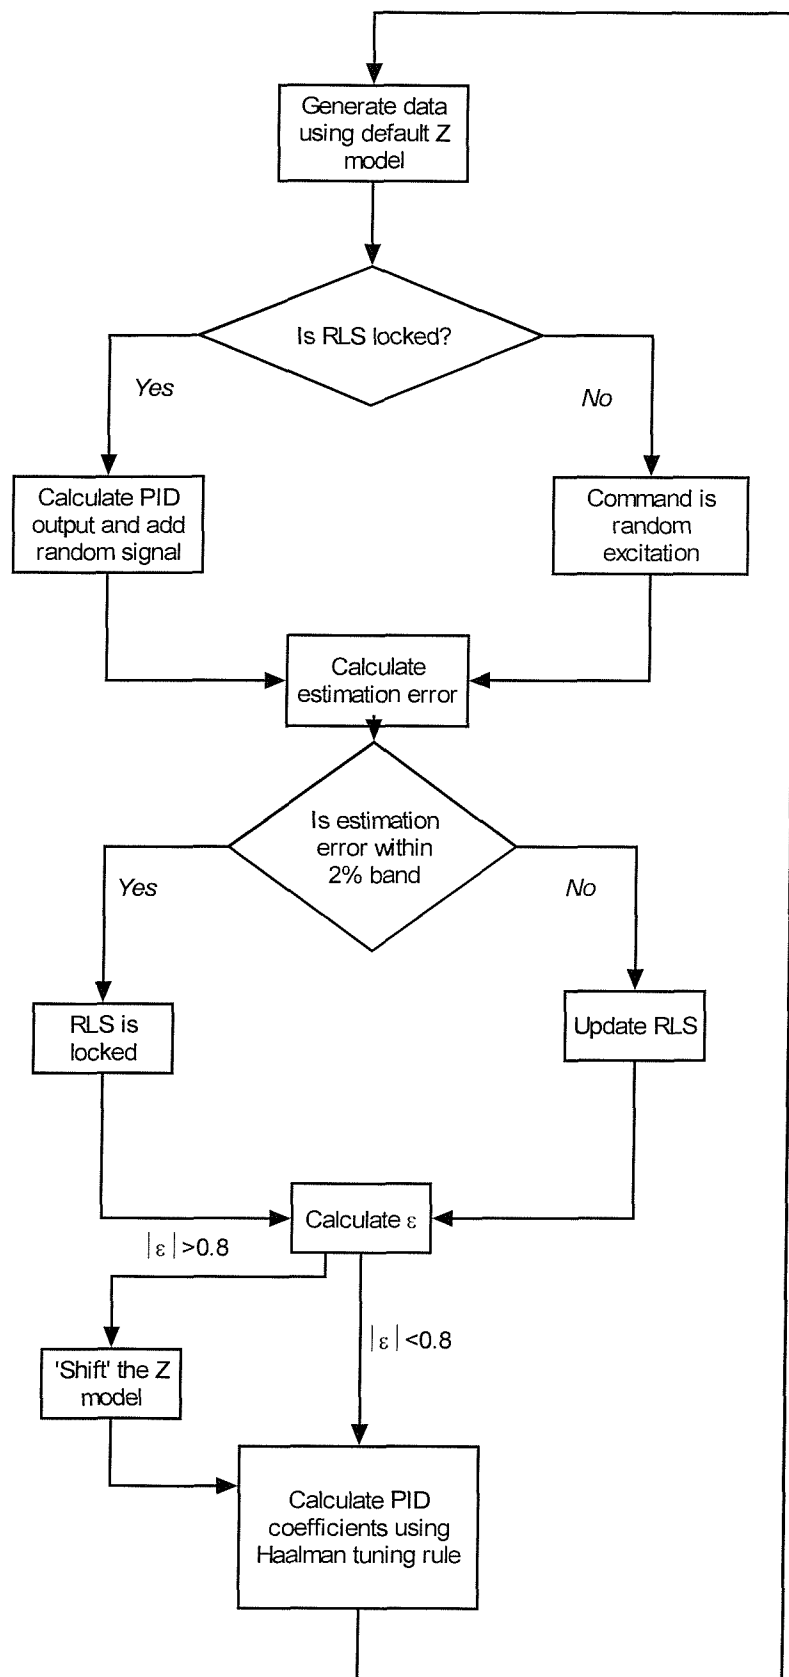 Generate data
using default Z
model
Is RLS locked?
Yes
No
Calculate PID
output and add
random signal
Command is
random
excitation
Calculate
estimation error
Is estimation
error within
2% band
Yes
No
RLS is
locked
Update RLS
Calculate ε
|ε|>0.8
|ε|<0.8
'Shift' the Z
model
Calculate PID
coefficients using
Haalman tuning rule